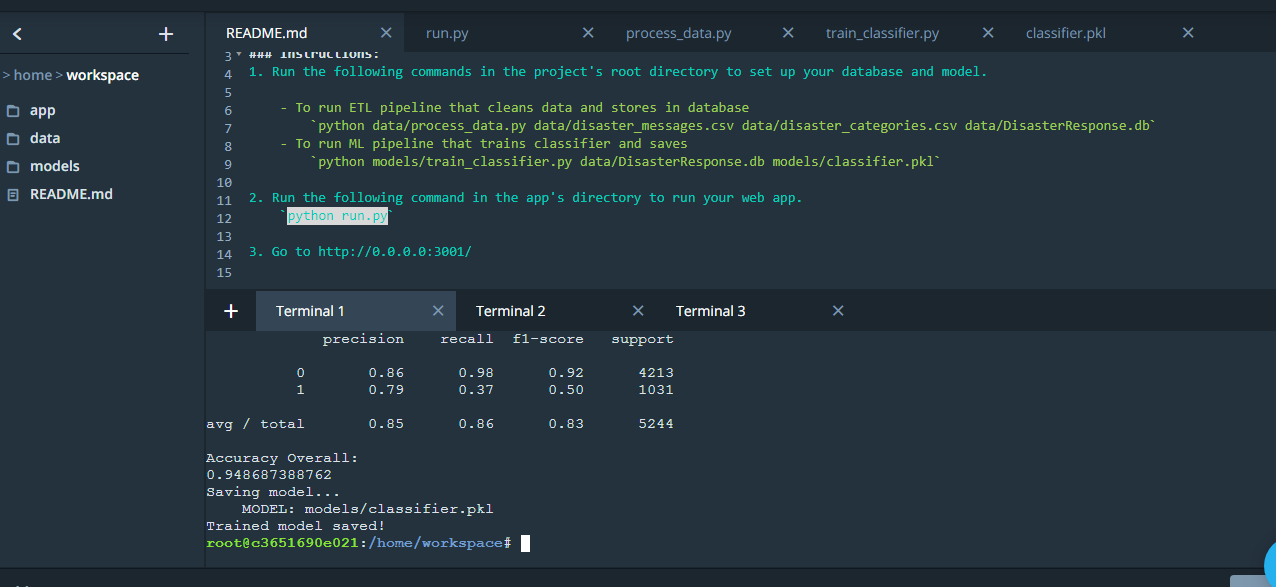 README.md
run.py
process_data.py
train_classifier.py
classifier.pkl
> home > workspace
app
data
models
README.md
3 ### Instructions:
4 1. Run the following commands in the project's root directory to set up your database and model.
5
6 - To run ETL pipeline that cleans data and stores in database
7 `python data/process_data.py data/disaster_messages.csv data/disaster_categories.csv data/DisasterResponse.db`
8 - To run ML pipeline that trains classifier and saves
9 `python models/train_classifier.py data/DisasterResponse.db models/classifier.pkl`
10
11 2. Run the following command in the app's directory to run your web app.
12 `python run.py`
13
14 3. Go to http://0.0.0.0:3001/
15
Terminal 1
Terminal 2
Terminal 3
precision recall f1-score support
0 0.86 0.98 0.92 4213
1 0.79 0.37 0.50 1031
avg / total 0.85 0.86 0.83 5244
Accuracy Overall:
0.948687388762
Saving model...
MODEL: models/classifier.pkl
Trained model saved!
root@c3651690e021:/home/workspace#